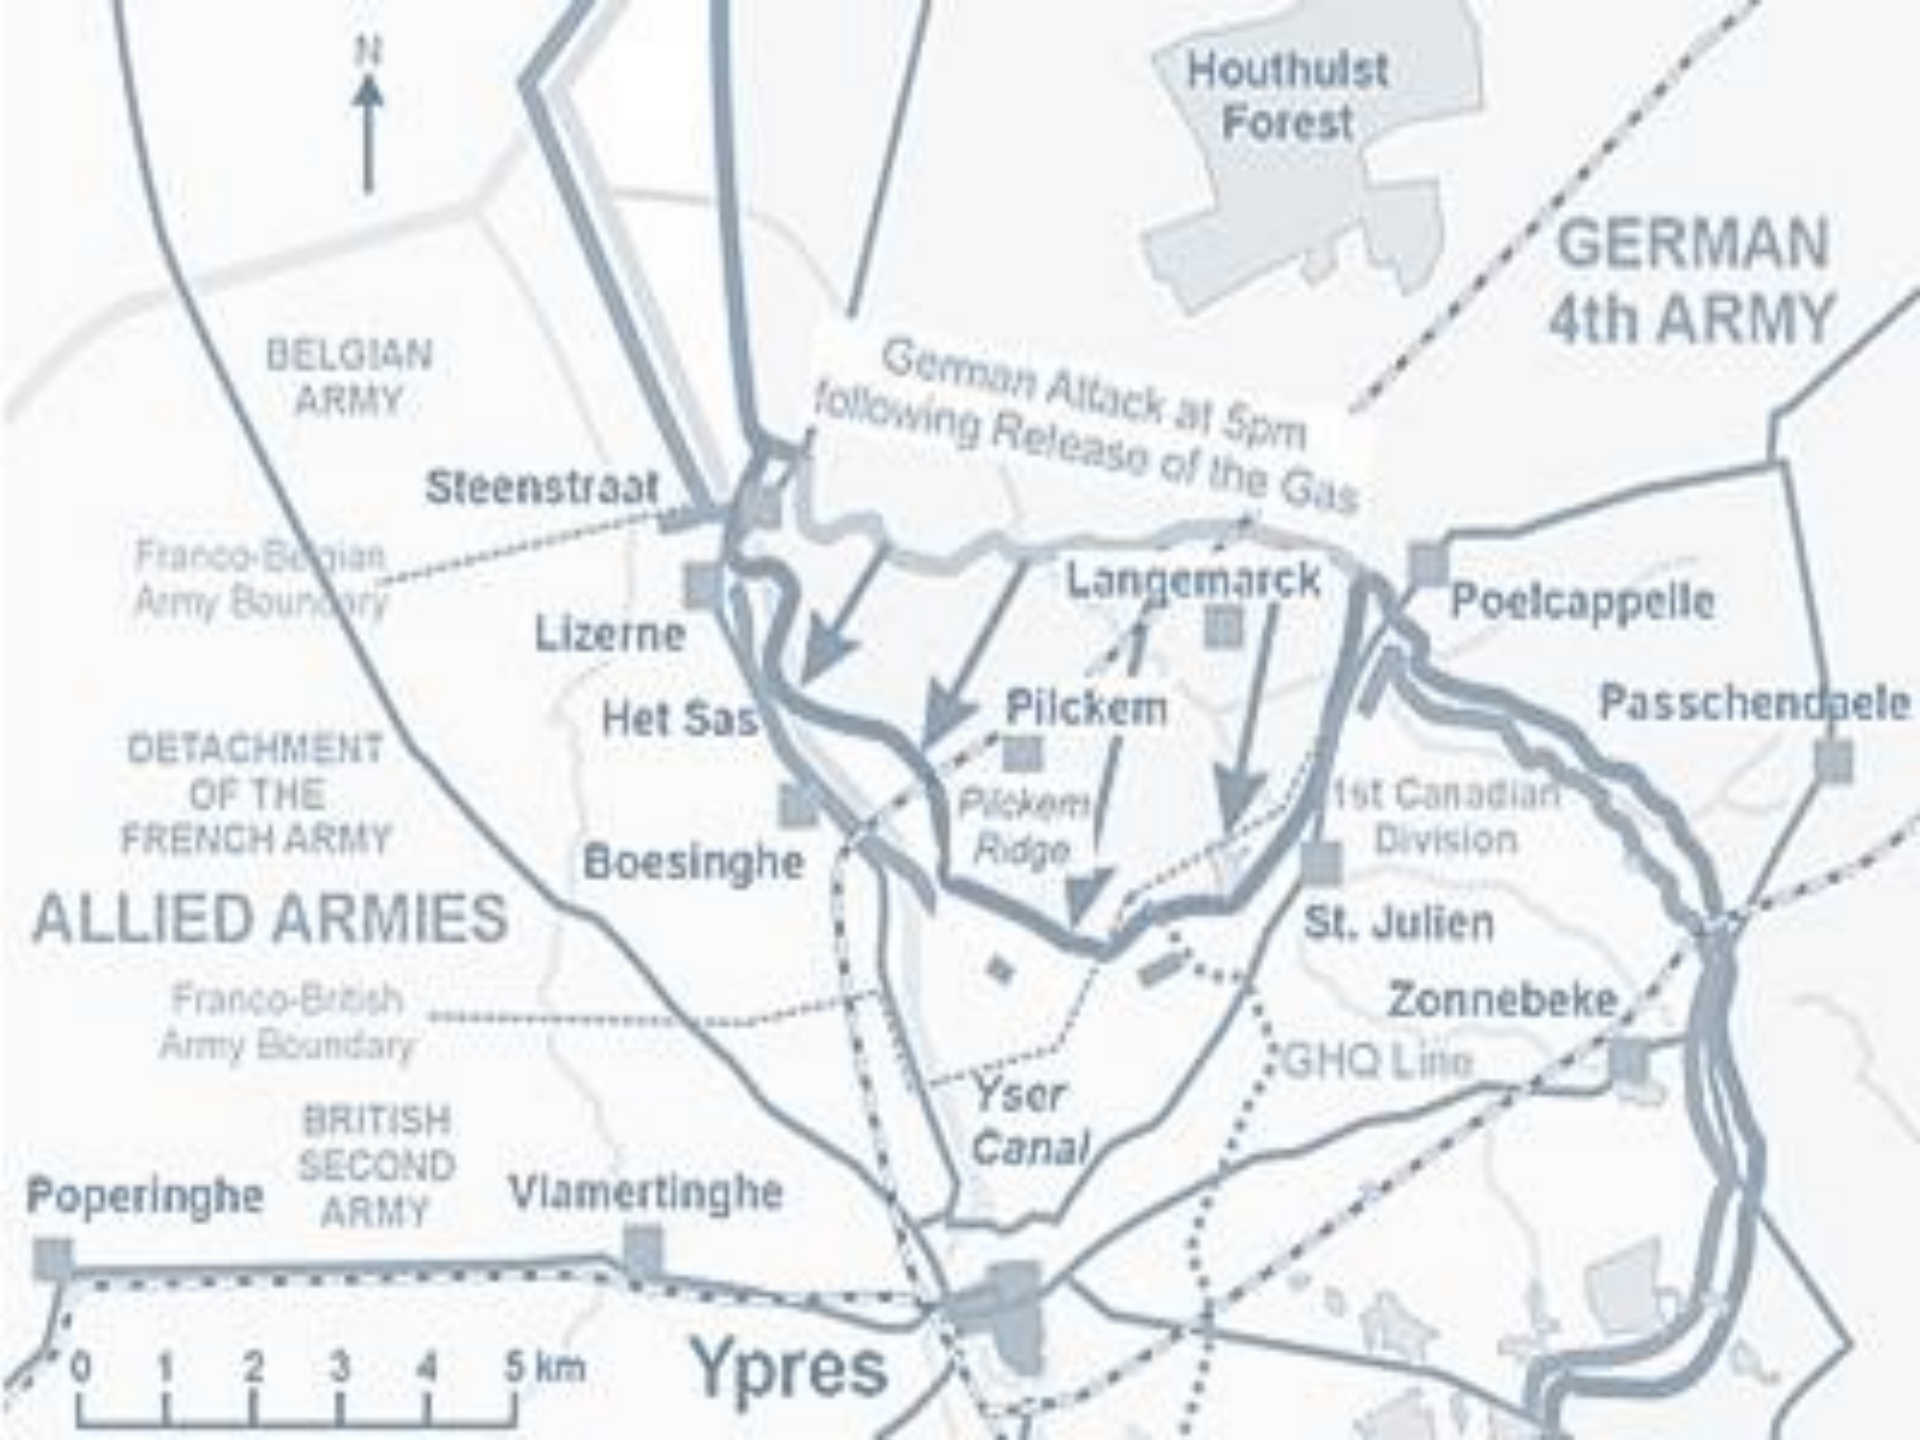 N
Houthulst
Forest
GERMAN
4th ARMY
BELGIAN
ARMY
German Attack at 5pm
following Release of the Gas
Steenstraat
Franco-Belgian
Army Boundary
Langemarck
Poelcappelle
Lizerne
Het Sas
Pilckem
Passchendaele
DETACHMENT
OF THE
FRENCH ARMY
Pilckem
Ridge
1st Canadian
Division
Boesinghe
ALLIED ARMIES
St. Julien
Franco-British
Army Boundary
Zonnebeke
GHQ Line
Yser
Canal
BRITISH
SECOND
ARMY
Poperinghe
Vlamertinghe
Ypres
0 1 2 3 4 5 km